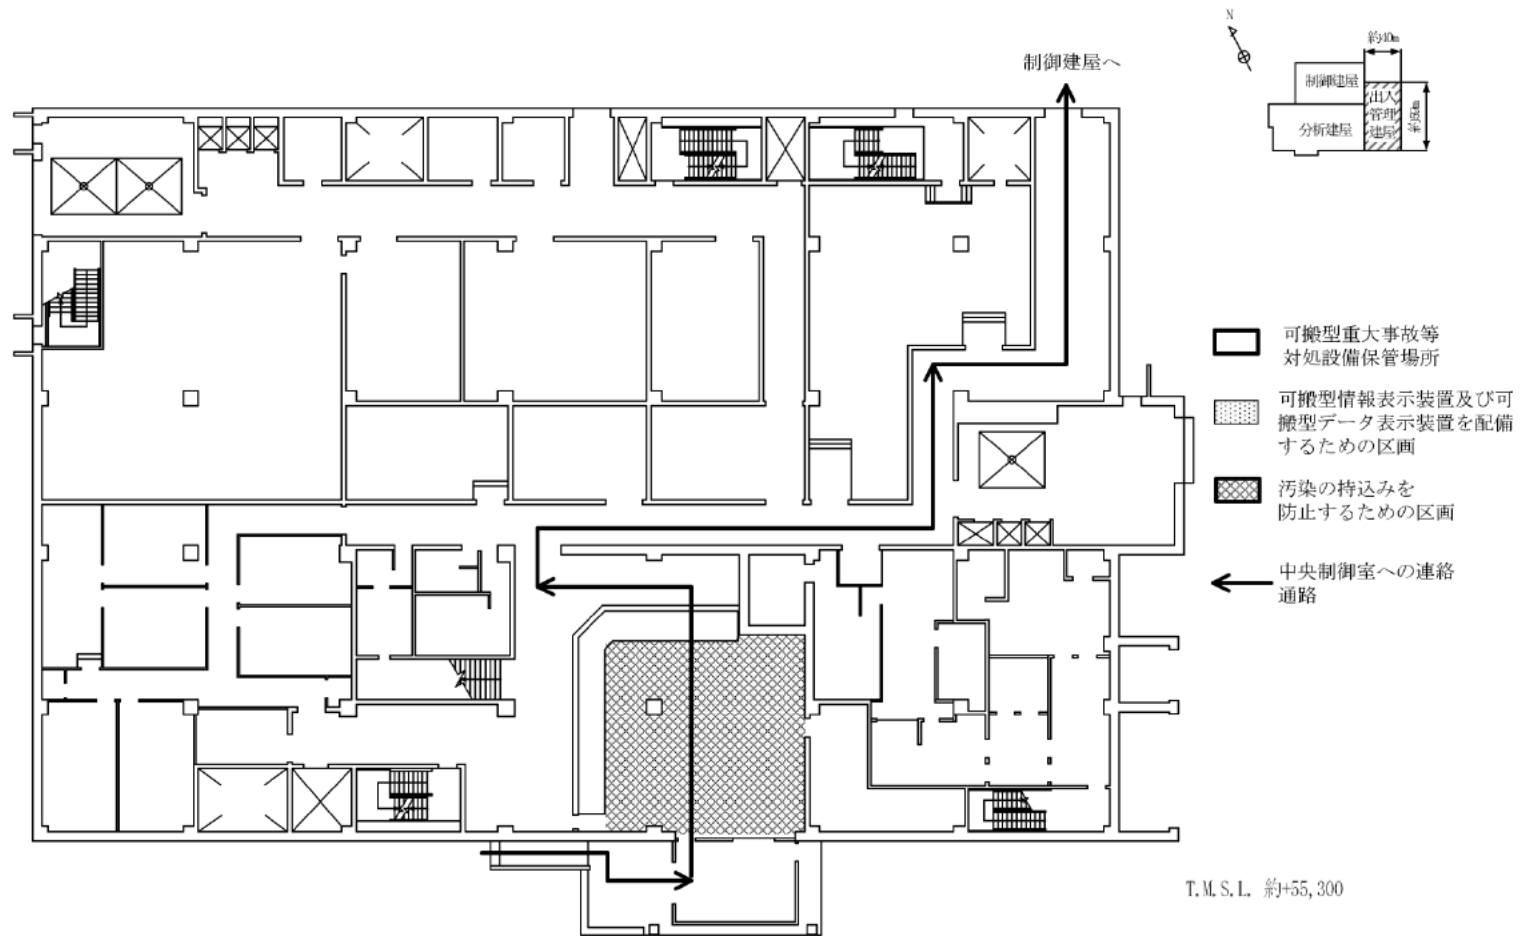 制御建屋へ
N
約40m
制御建屋
出入
管理
建屋
分析建屋
可搬型重大事故等
対処設備保管場所
可搬型情報表示装置及び可
搬型データ表示装置を配備
するための区画
汚染の持込みを
防止するための区画
中央制御室への連絡
通路
T.M.S.L. 約+55,300